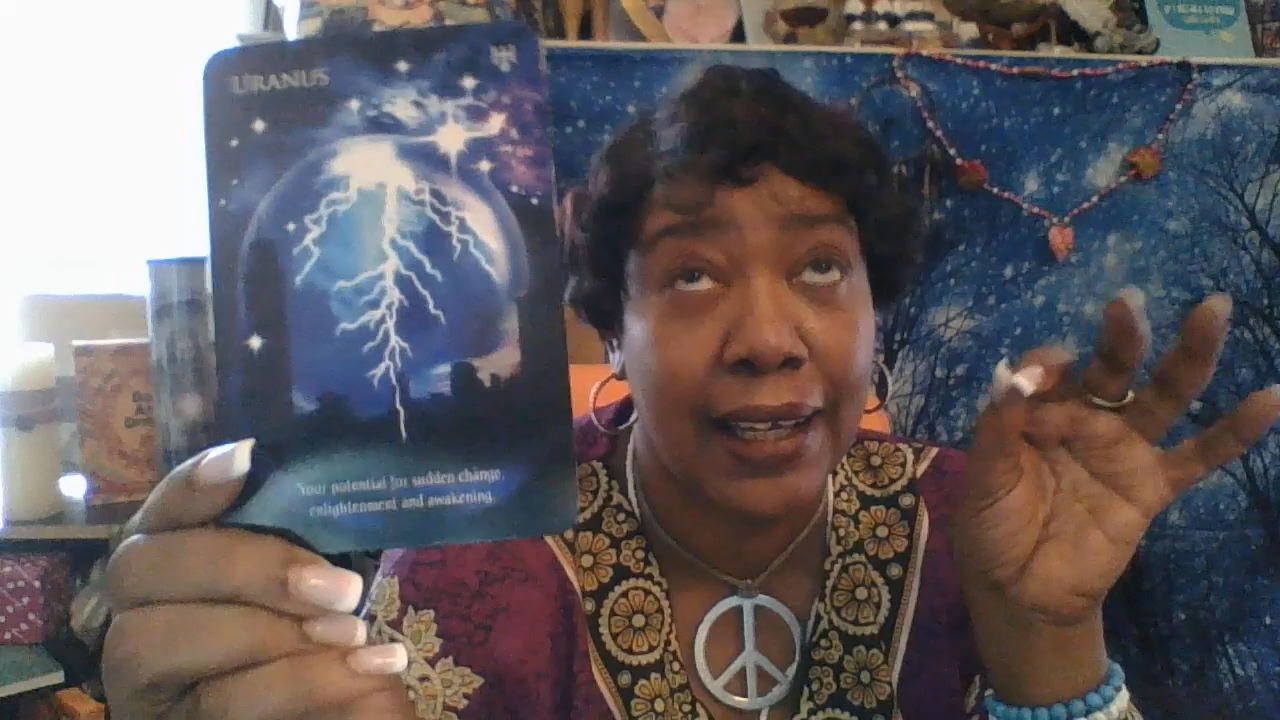 URANUS
Your potential for sudden change,
enlightenment and awakening.